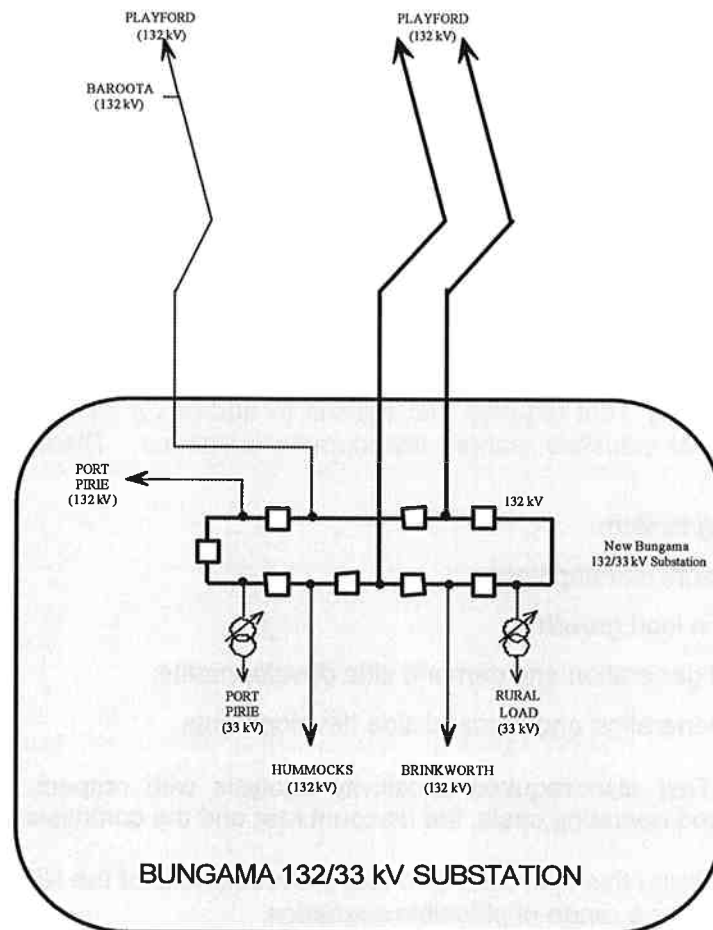 PLAYFORD
(132 kV)
PLAYFORD
(132 kV)
BAROOTA
(132 kV)
PORT
PIRIE
(132 kV)
132 kV
New Bungama
132/33 kV Substation
PORT
PIRIE
(33 kV)
RURAL
LOAD
(33 kV)
HUMMOCKS
(132 kV)
BRINKWORTH
(132 kV)
BUNGAMA 132/33 kV SUBSTATION